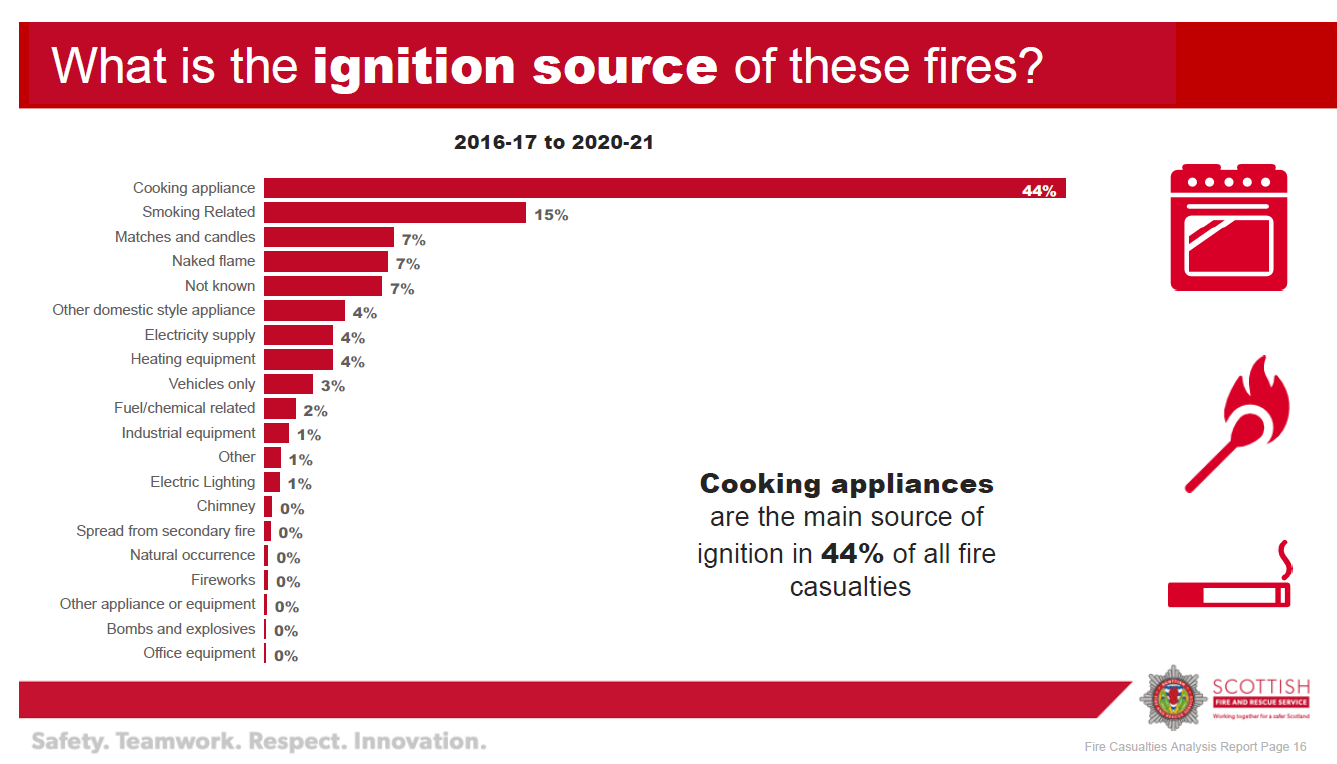 What is the ignition source of these fires?
2016-17 to 2020-21
Cooking appliance 44%
Smoking Related 15%
Matches and candles 7%
Naked flame 7%
Not known 7%
Other domestic style appliance 4%
Electricity supply 4%
Heating equipment 4%
Vehicles only 3%
Fuel/chemical related 2%
Industrial equipment 1%
Other 1%
Electric Lighting 1%
Chimney 0%
Spread from secondary fire 0%
Natural occurrence 0%
Fireworks 0%
Other appliance or equipment 0%
Bombs and explosives 0%
Office equipment 0%
Cooking appliances
are the main source of
ignition in 44% of all fire
casualties
SCOTTISH
FIRE AND RESCUE SERVICE
Working together for a safer Scotland
Safety. Teamwork. Respect. Innovation.
Fire Casualties Analysis Report Page 16